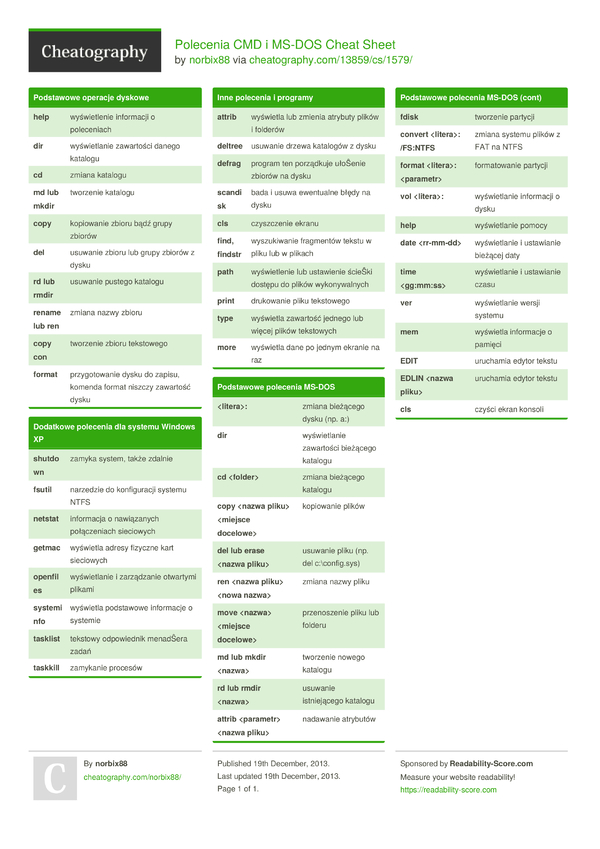 Cheatography
Polecenia CMD i MS-DOS Cheat Sheet
by norbix88 via cheatography.com/13859/cs/1579/
Podstawowe operacje dyskowe
help wyświetlenie informacji o
poleceniach
dir wyświetlanie zawartości danego
katalogu
cd zmiana katalogu
md lub tworzenie katalogu
mkdir
copy kopiowanie zbioru bądź grupy
zbiorów
del usuwanie zbioru lub grupy zbiorów z
dysku
rd lub usuwanie pustego katalogu
rmdir
rename zmiana nazwy zbioru
lub ren
copy tworzenie zbioru tekstowego
con
format przygotowanie dysku do zapisu,
komenda format niszczy zawartość
dysku
Dodatkowe polecenia dla systemu Windows
XP
shutdo zamyka system, także zdalnie
wn
fsutil narzedzie do konfiguracji systemu
NTFS
netstat informacja o nawiązanych
połączeniach sieciowych
getmac wyświetla adresy fizyczne kart
sieciowych
openfil wyświetlanie i zarządzanie otwartymi
es plikami
systemi wyświetla podstawowe informacje o
nfo systemie
tasklist tekstowy odpowiednik menadŠera
zadań
taskkill zamykanie procesów
Inne polecenia i programy
attrib wyświetla lub zmienia atrybuty plików
i folderów
deltree usuwanie drzewa katalogów z dysku
defrag program ten porządkuje ułoŠenie
zbiorów na dysku
scandi bada i usuwa ewentualne błędy na
sk dysku
cls czyszczenie ekranu
find, wyszukiwanie fragmentów tekstu w
findstr pliku lub w plikach
path wyświetlenie lub ustawienie ścieŠki
dostępu do plików wykonywalnych
print drukowanie pliku tekstowego
type wyświetla zawartość jednego lub
więcej plików tekstowych
more wyświetla dane po jednym ekranie na
raz
Podstawowe polecenia MS-DOS
<litera>: zmiana bieżącego
dysku (np. a:)
dir wyświetlanie
zawartości bieżącego
katalogu
cd <folder> zmiana bieżącego
katalogu
copy <nazwa pliku> kopiowanie plików
<miejsce
docelowe>
del lub erase usuwanie pliku (np.
<nazwa pliku> del c:\config.sys)
ren <nazwa pliku> zmiana nazwy pliku
<nowa nazwa>
move <nazwa> przenoszenie pliku lub
<miejsce folderu
docelowe>
md lub mkdir tworzenie nowego
<nazwa> katalogu
rd lub rmdir usuwanie
<nazwa> istniejącego katalogu
attrib <parametr> nadawanie atrybutów
<nazwa pliku>
Podstawowe polecenia MS-DOS (cont)
fdisk tworzenie partycji
convert <litera>: zmiana systemu plików z
/FS:NTFS FAT na NTFS
format <litera>: formatowanie partycji
<parametr>
vol <litera>: wyświetlanie informacji o
dysku
help wyświetlanie pomocy
date <rr-mm-dd> wyświetlanie i ustawianie
bieżącej daty
time wyświetlanie i ustawianie
<gg:mm:ss> czasu
ver wyświetlanie wersji
systemu
mem wyświetla informacje o
pamięci
EDIT uruchamia edytor tekstu
EDLIN <nazwa uruchamia edytor tekstu
pliku>
cls czyści ekran konsoli
C
By norbix88
cheatography.com/norbix88/
Published 19th December, 2013.
Last updated 19th December, 2013.
Page 1 of 1.
Sponsored by Readability-Score.com
Measure your website readability!
https://readability-score.com